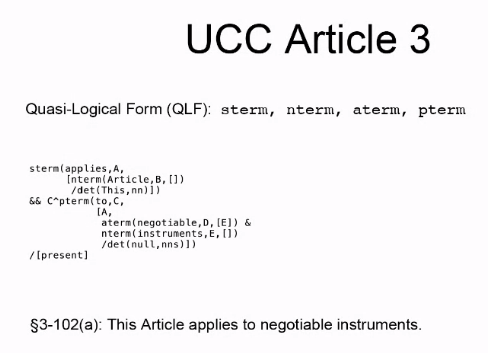 UCC Article 3
Quasi-Logical Form (QLF): sterm, nterm, aterm, pterm
sterm(applies,A,
[nterm(Article,B,[])
/det(This,nn)])
&& C^pterm(to,C,
[A,
aterm(negotiable,D,[E]) &
nterm(instruments,E,[])
/det(null,nns)])
/[present]
§3-102(a): This Article applies to negotiable instruments.